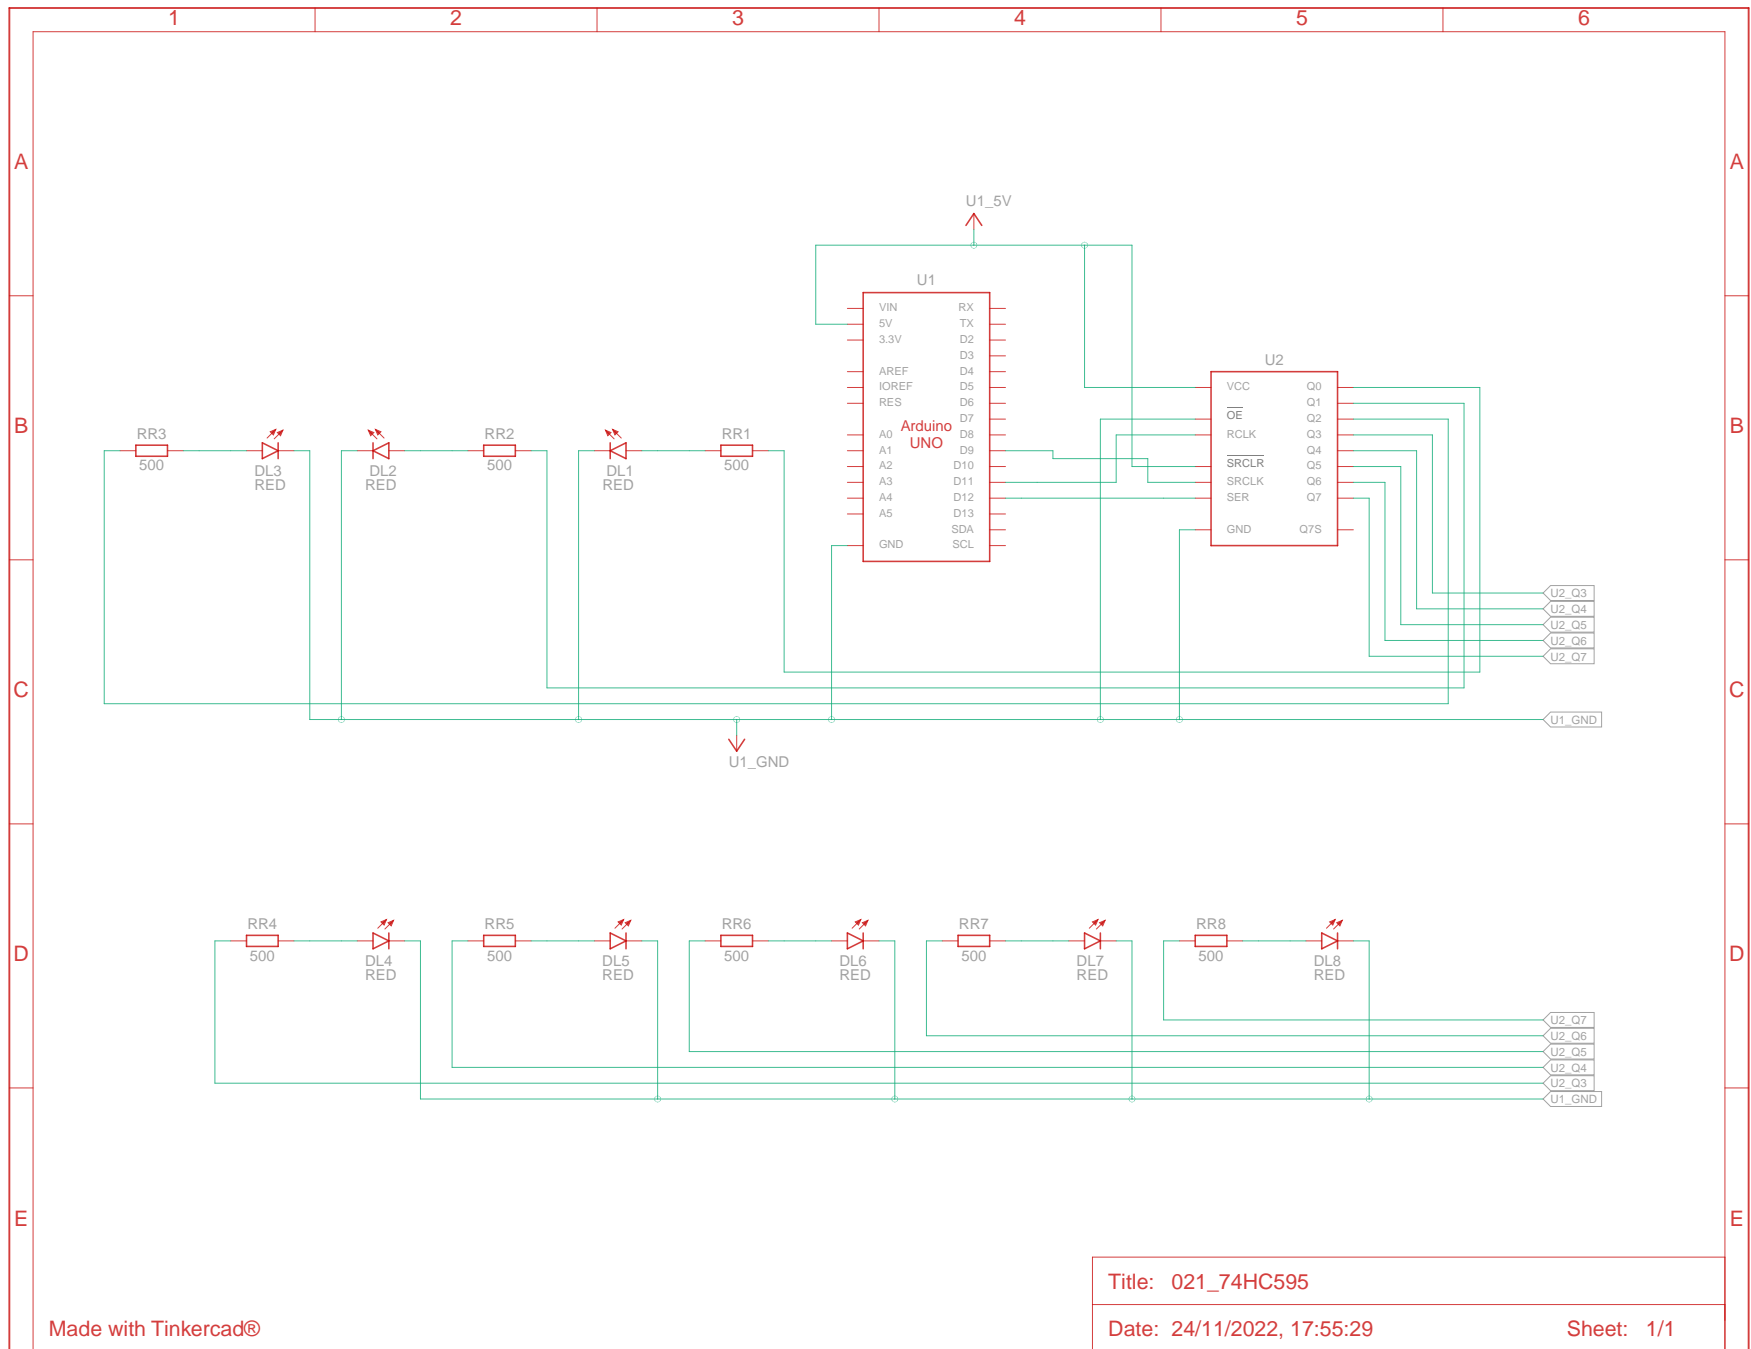 1 2 3 4 5 6
A A
U1_5V
U1
VIN RX
5V TX
3.3V D2
D3
AREF D4
IOREF D5
RES D6
D7
A0 D8
A1 D9
A2 D10
A3 D11
A4 D12
A5 D13
SDA
GND SCL
Arduino
UNO
U2
VCC Q0
Q1
OE Q2
RCLK Q3
Q4
SRCLR Q5
SRCLK Q6
SER Q7
GND Q7S
B B
RR3 RR2 RR1
500 DL3 DL2 500 DL1 500
RED RED RED
U2_Q3
U2_Q4
U2_Q5
U2_Q6
U2_Q7
C C
U1_GND
U1_GND
RR4 RR5 RR6 RR7 RR8
D D
500 DL4 500 DL5 500 DL6 500 DL7 500 DL8
RED RED RED RED RED
U2_Q7
U2_Q6
U2_Q5
U2_Q4
U2_Q3
U1_GND
E E
Title: 021_74HC595
Made with Tinkercad®
Date: 24/11/2022, 17:55:29 Sheet: 1/1